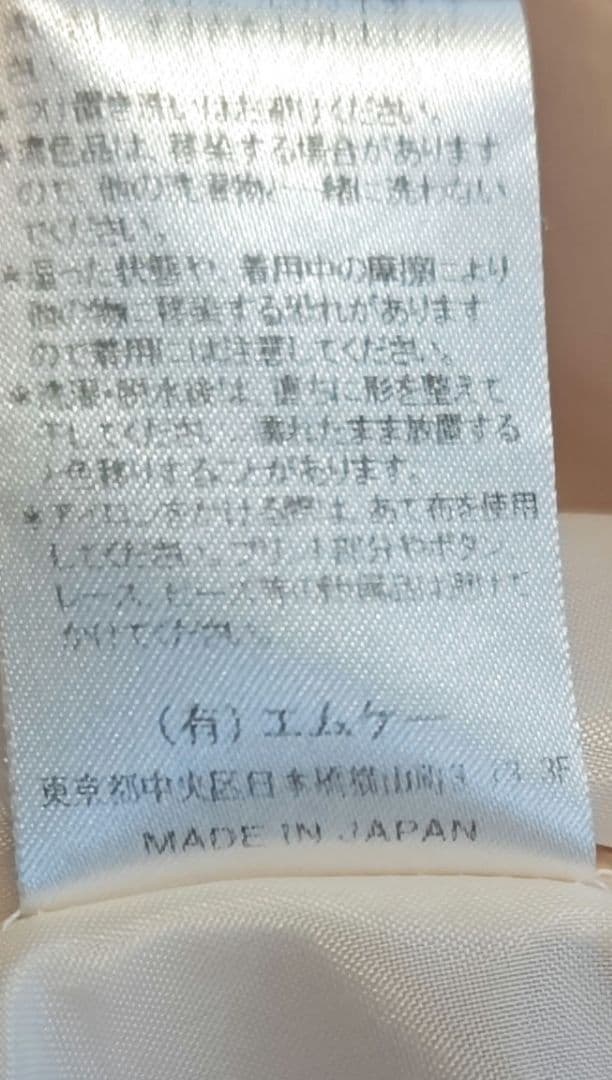 さい。
*つけ置き洗いはお避けください。
*濃色品は、移染する場合があります
ので、他の洗濯物と一緒に洗わない
でください。
*湿った状態や、着用中の摩擦により
他の物に移染する恐れがあります
ので着用には注意してください。
*洗濯・脱水後は、直ちに形を整えて
干してください。濡れたまま放置する
と色移りすることがあります。
*アイロンをかける際は、あて布を使用
してください。プリント部分やボタン、
レース、ビーズ等の付属品は避けて
かけてください。
(有)エムケー
東京都中央区日本橋横山町 3F
MADE IN JAPAN